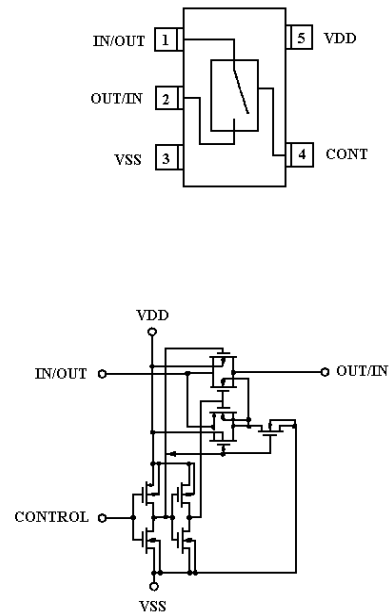 IN/OUT 1 5 VDD
OUT/IN 2
VSS 3 4 CONT
VDD
IN/OUT OUT/IN
CONTROL
VSS